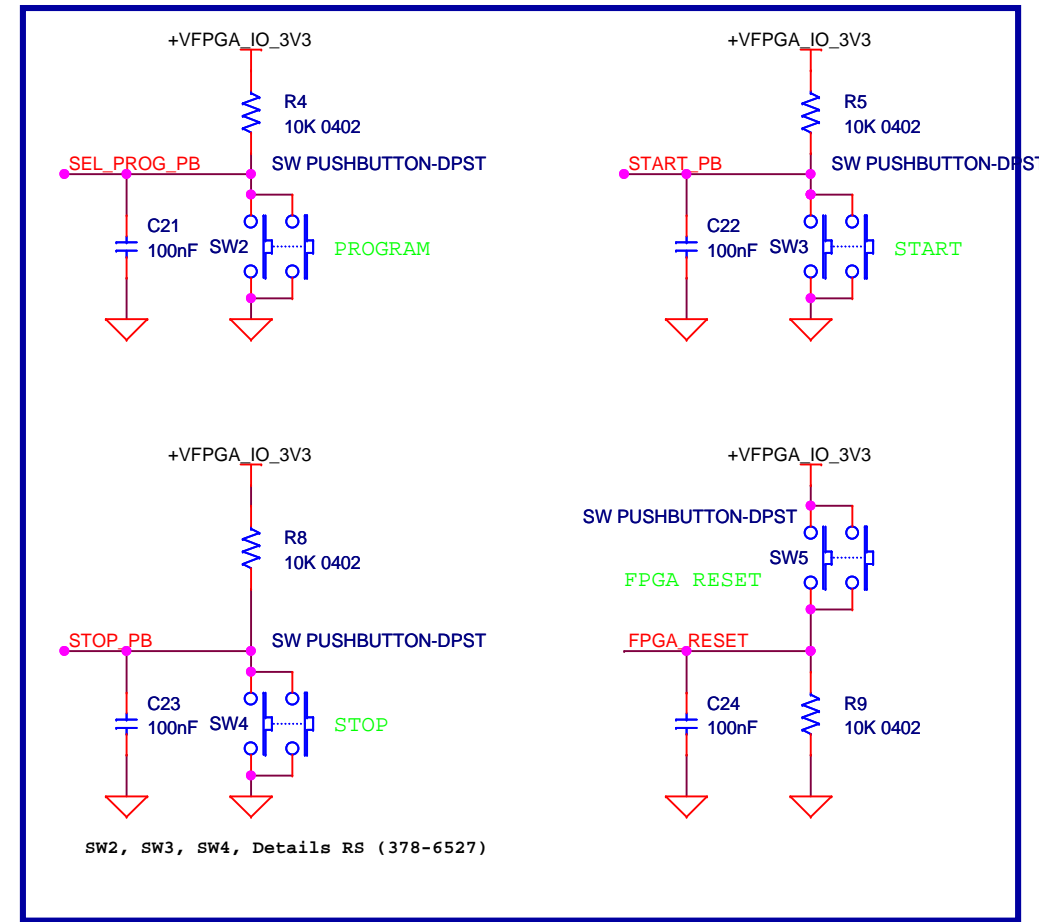 +VFPGA_IO_3V3
R4
10K 0402
SEL_PROG_PB
SW PUSHBUTTON-DPST
C21
100nF
SW2
PROGRAM
+VFPGA_IO_3V3
R5
10K 0402
START_PB
SW PUSHBUTTON-DPST
C22
100nF
SW3
START
+VFPGA_IO_3V3
R8
10K 0402
STOP_PB
SW PUSHBUTTON-DPST
C23
100nF
SW4
STOP
+VFPGA_IO_3V3
SW PUSHBUTTON-DPST
SW5
FPGA RESET
FPGA_RESET
C24
100nF
R9
10K 0402
SW2, SW3, SW4, Details RS (378-6527)